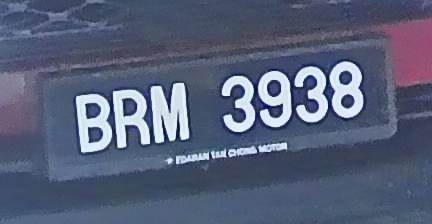 BRM 3938
EDARAN TAN CHONG MOTOR